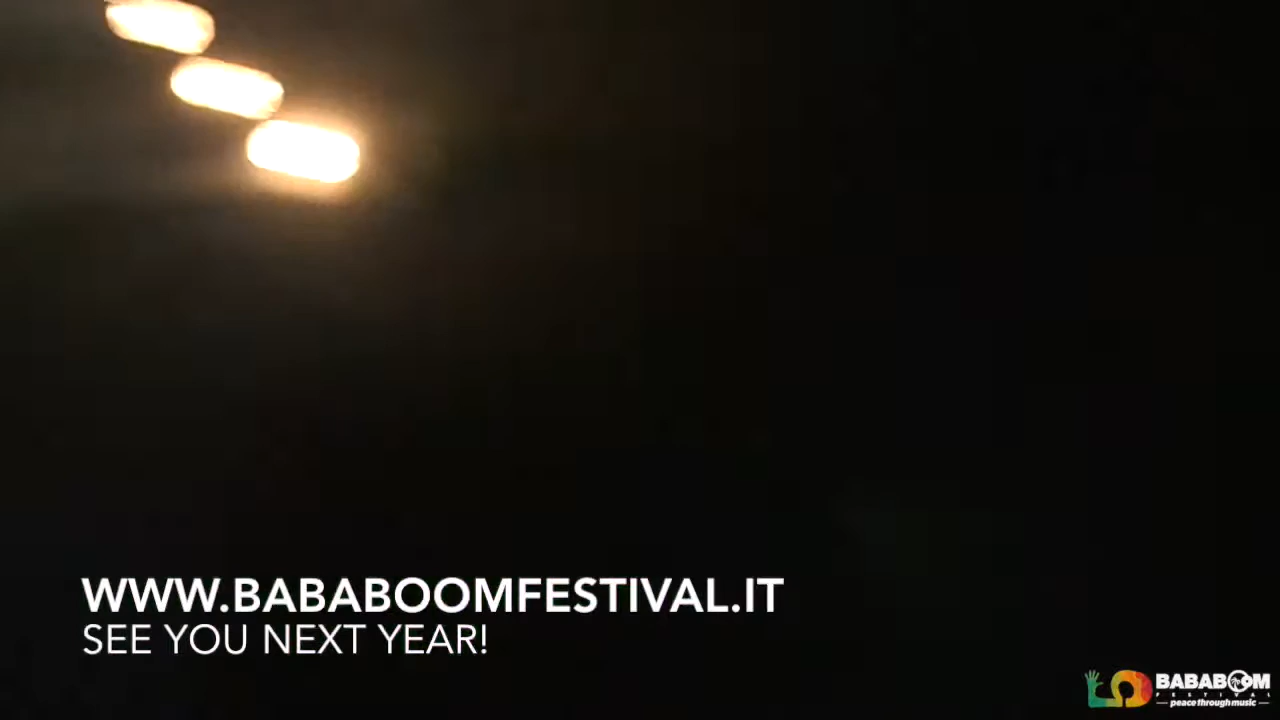 WWW.BABABOOMFESTIVAL.IT
SEE YOU NEXT YEAR!
BABABOOM
FESTIVAL
peace through music